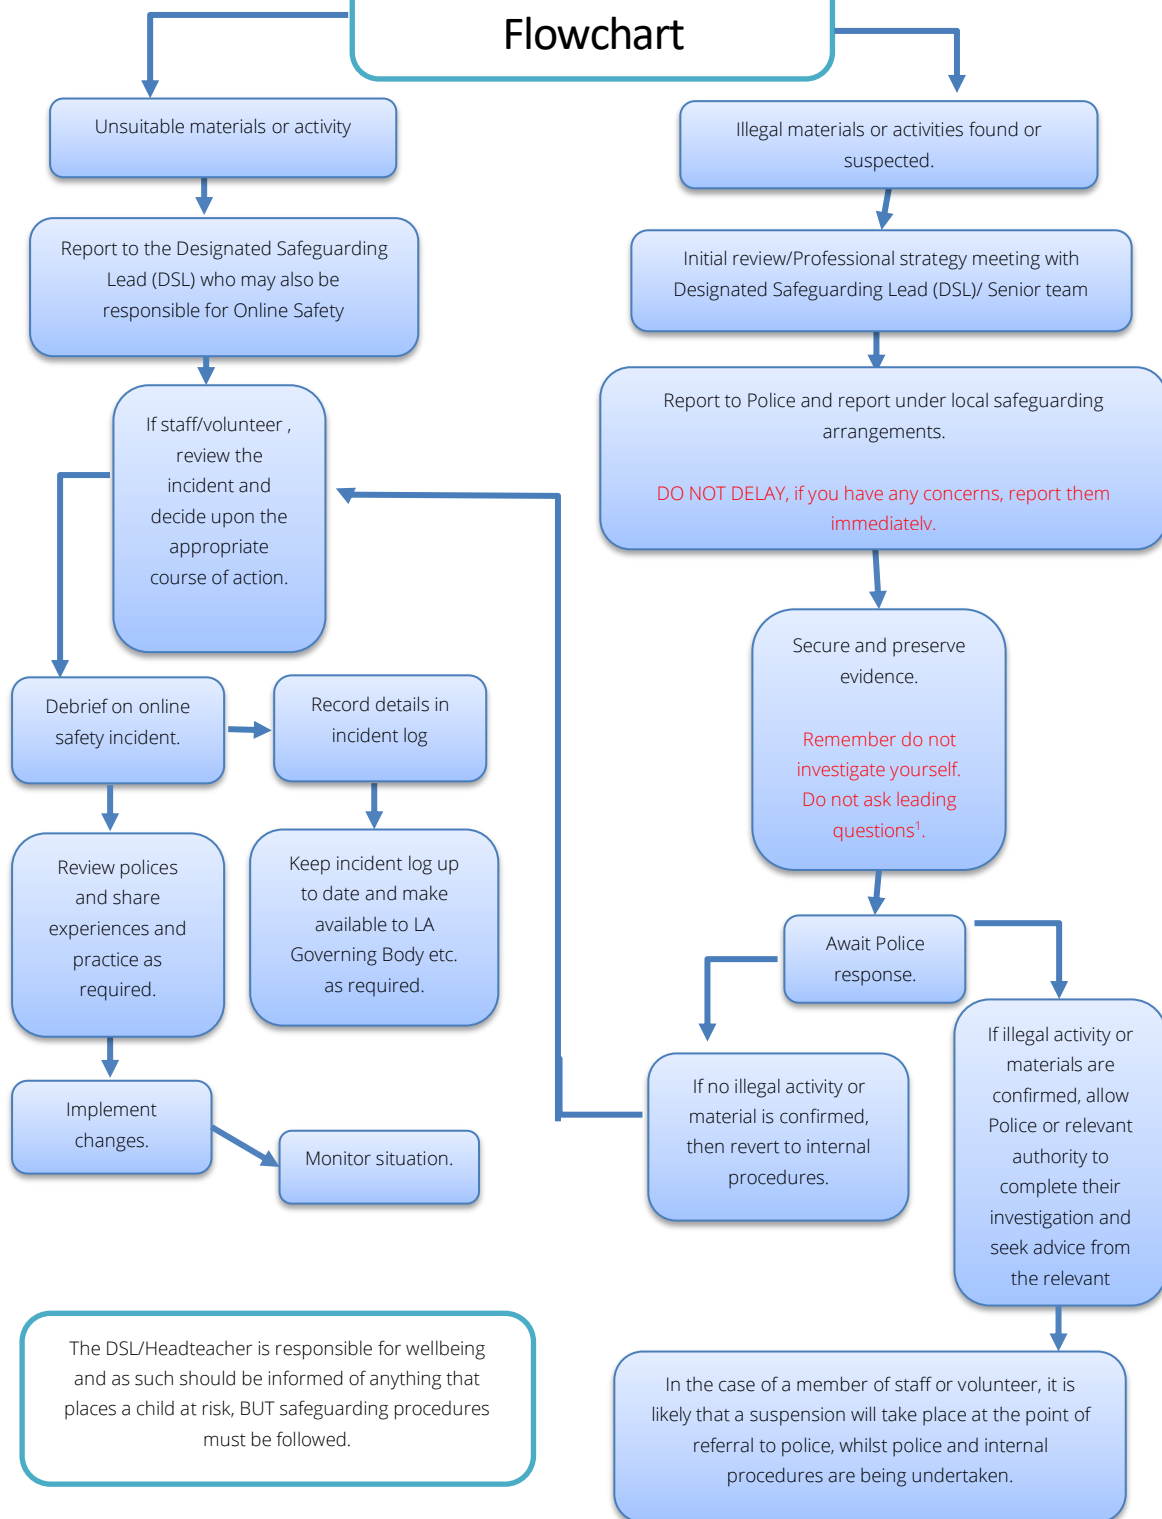 Flowchart
Unsuitable materials or activity
Report to the Designated Safeguarding
Lead (DSL) who may also be
responsible for Online Safety
If staff/volunteer ,
review the
incident and
decide upon the
appropriate
course of action.
Debrief on online
safety incident.
Record details in
incident log
Review polices
and share
experiences and
practice as
required.
Keep incident log up
to date and make
available to LA
Governing Body etc.
as required.
Implement
changes.
Monitor situation.
The DSL/Headteacher is responsible for wellbeing
and as such should be informed of anything that
places a child at risk, BUT safeguarding procedures
must be followed.
Illegal materials or activities found or
suspected.
Initial review/Professional strategy meeting with
Designated Safeguarding Lead (DSL)/ Senior team
Report to Police and report under local safeguarding
arrangements.
DO NOT DELAY, if you have any concerns, report them
immediately.
Secure and preserve
evidence.
Remember do not
investigate yourself.
Do not ask leading
questions¹.
Await Police
response.
If no illegal activity or
material is confirmed,
then revert to internal
procedures.
If illegal activity or
materials are
confirmed, allow
Police or relevant
authority to
complete their
investigation and
seek advice from
the relevant
In the case of a member of staff or volunteer, it is
likely that a suspension will take place at the point of
referral to police, whilst police and internal
procedures are being undertaken.